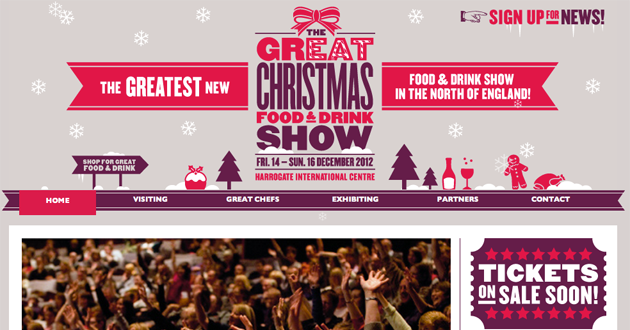 SIGN UP FOR NEWS!
THE
GREAT
CHRISTMAS
FOOD & DRINK
SHOW
FRI. 14 – SUN. 16 DECEMBER 2012
HARROGATE INTERNATIONAL CENTRE
THE GREATEST NEW
FOOD & DRINK SHOW
IN THE NORTH OF ENGLAND!
SHOP FOR GREAT
FOOD & DRINK
HOME
VISITING
GREAT CHEFS
EXHIBITING
PARTNERS
CONTACT
TICKETS
ON SALE SOON!